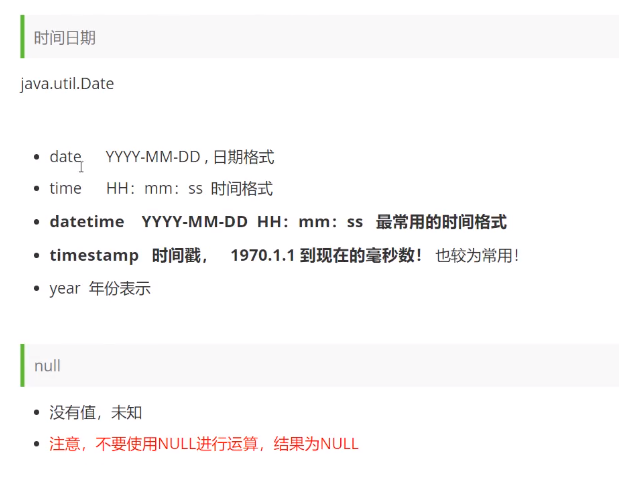 时间日期
java.util.Date
date YYYY-MM-DD , 日期格式
time HH：mm：ss 时间格式
datetime YYYY-MM-DD HH：mm：ss 最常用的时间格式
timestamp 时间戳， 1970.1.1 到现在的毫秒数！ 也较为常用！
year 年份表示
null
没有值，未知
注意，不要使用NULL进行运算，结果为NULL